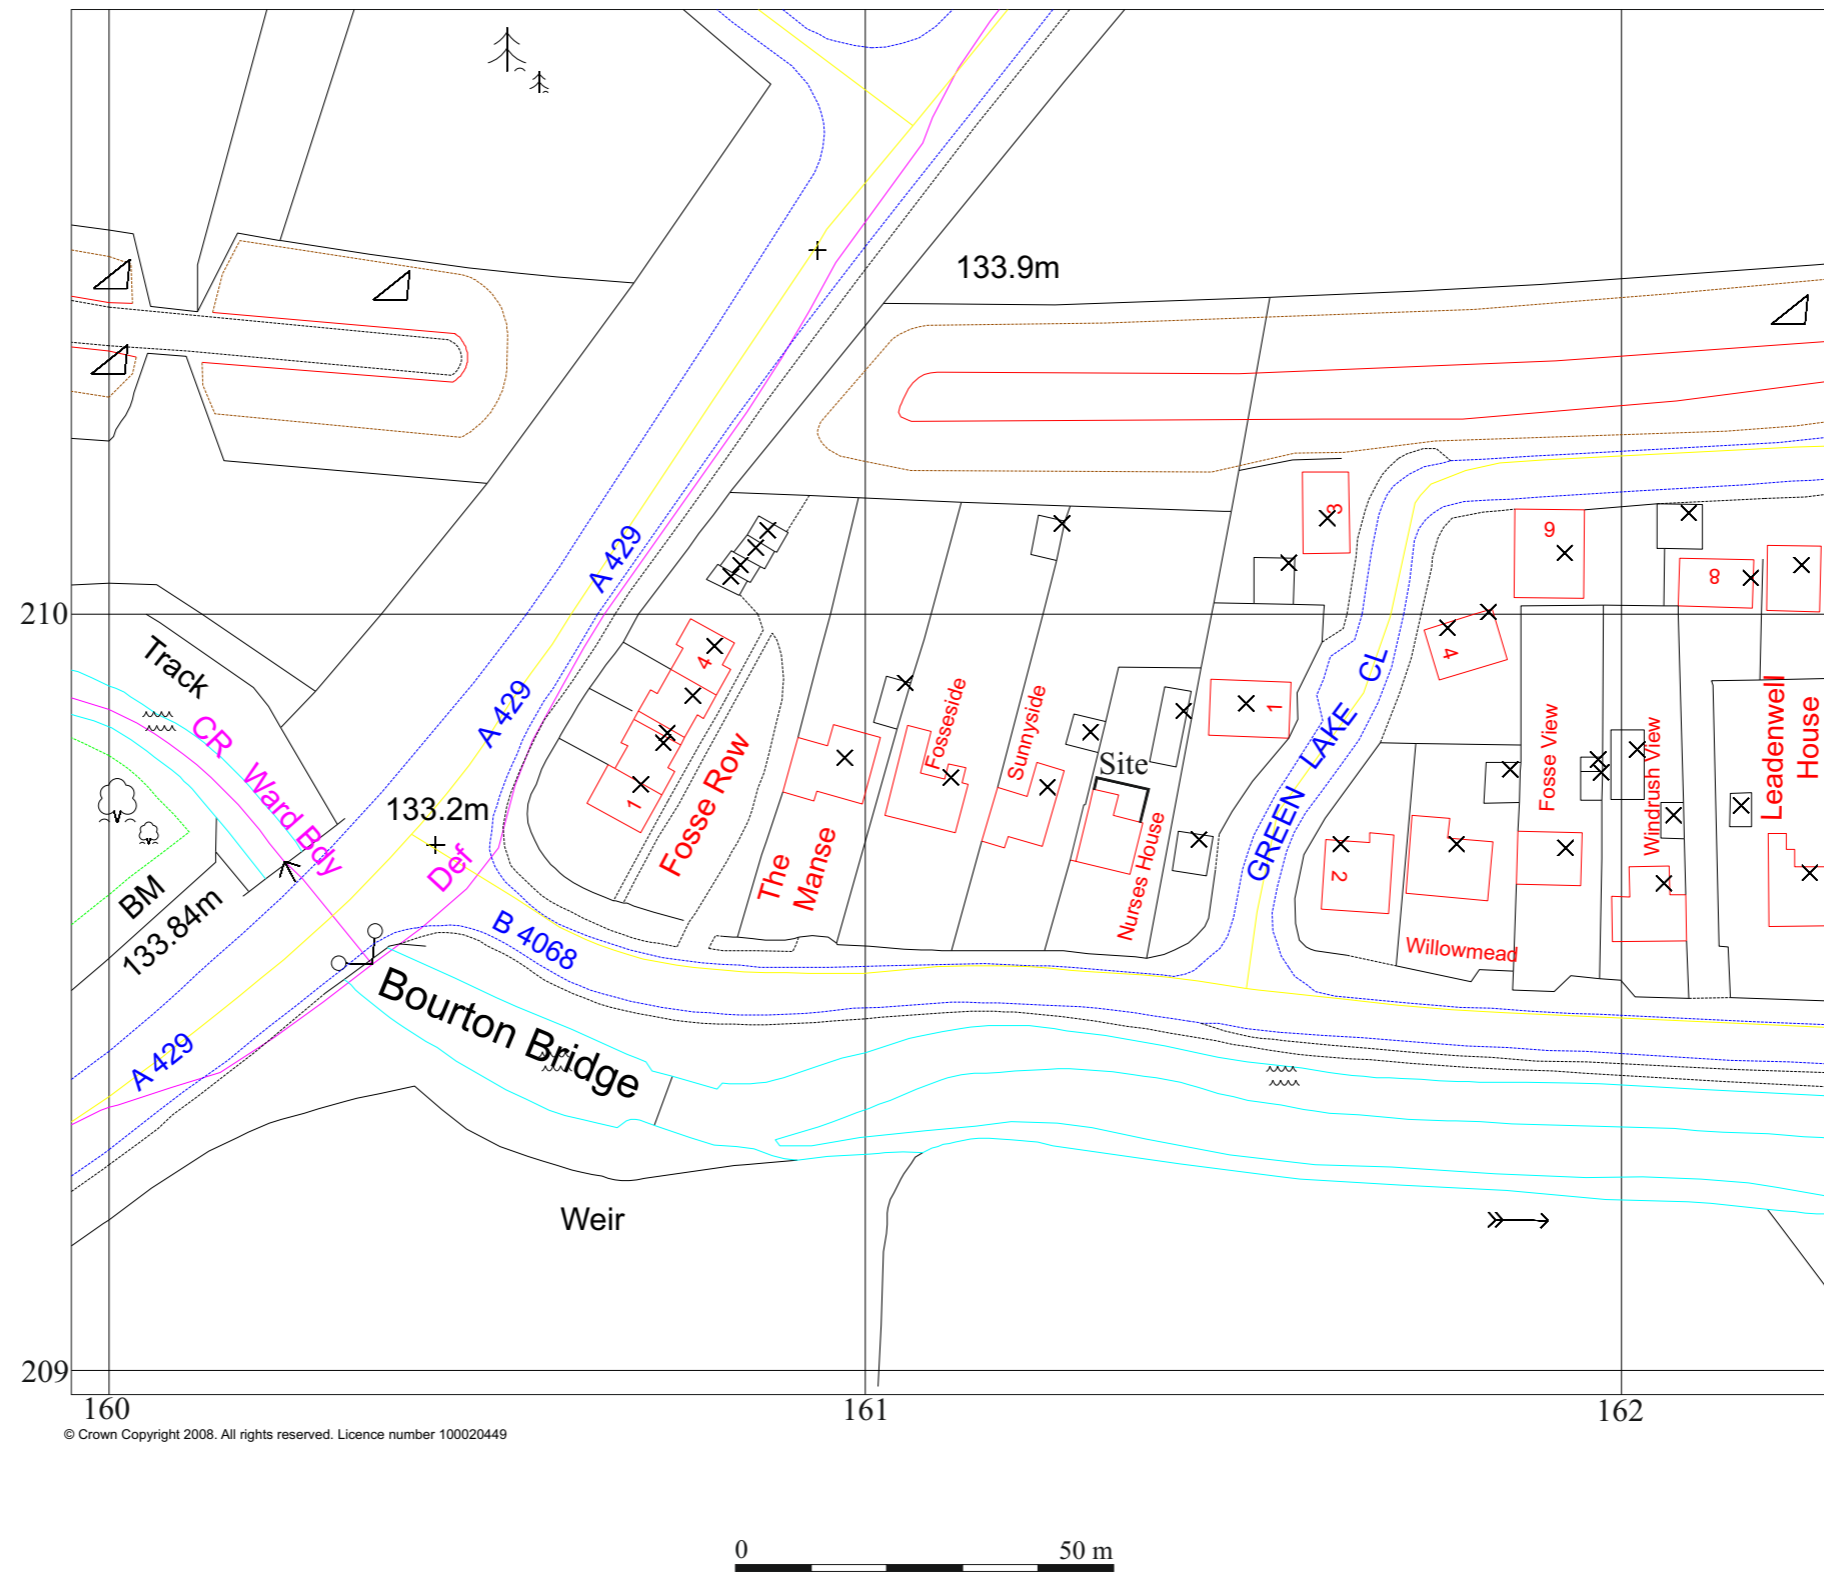 133.9m
A 429
3
6
8
210
Track
4
4
CR
Ward Bdy
A 429
GREEN LAKE CL
Fosseside
Sunnyside
1
Leadenwell
House
Fosse View
Windrush View
Site
1
Fosse Row
133.2m
Def
The
Manse
Nurses House
2
BM
133.84m
B 4068
Willowmead
Bourton Bridge
A 429
Weir
209
160
161
162
© Crown Copyright 2008. All rights reserved. Licence number 100020449
0
50 m